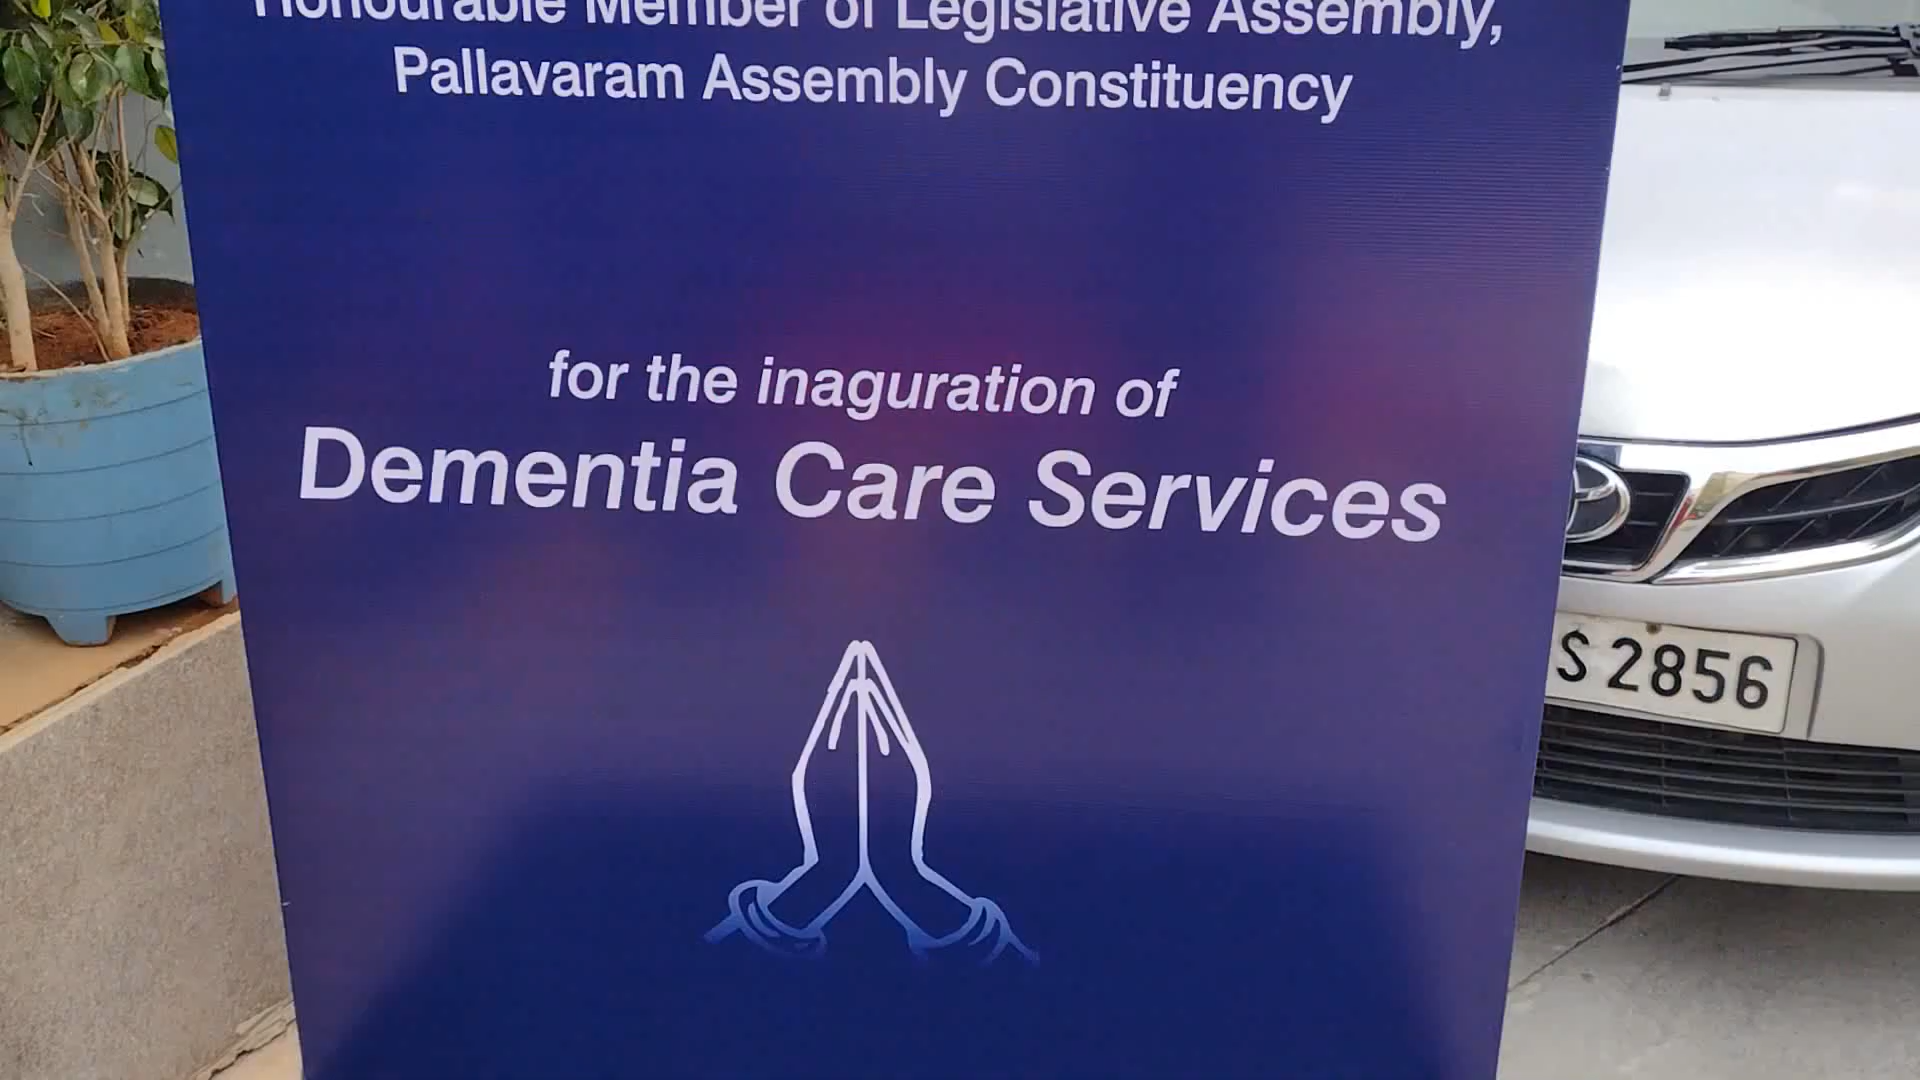 Honourable Member of Legislative Assembly,
Pallavaram Assembly Constituency
for the inaguration of
Dementia Care Services
S 2856